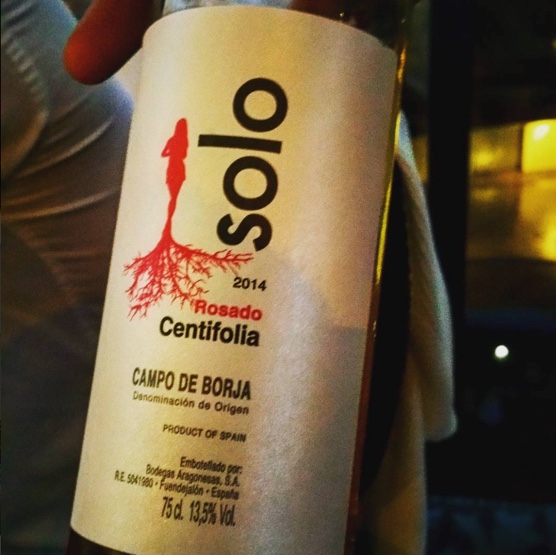 solo
2014
Rosado
Centifolia
CAMPO DE BORJA
Denominación de Origen
PRODUCT OF SPAIN
Embotellado por:
Bodegas Aragonesas, S.A.
R.E. 5041980 • Fuendejalón • España
75 cl. 13,5% Vol.